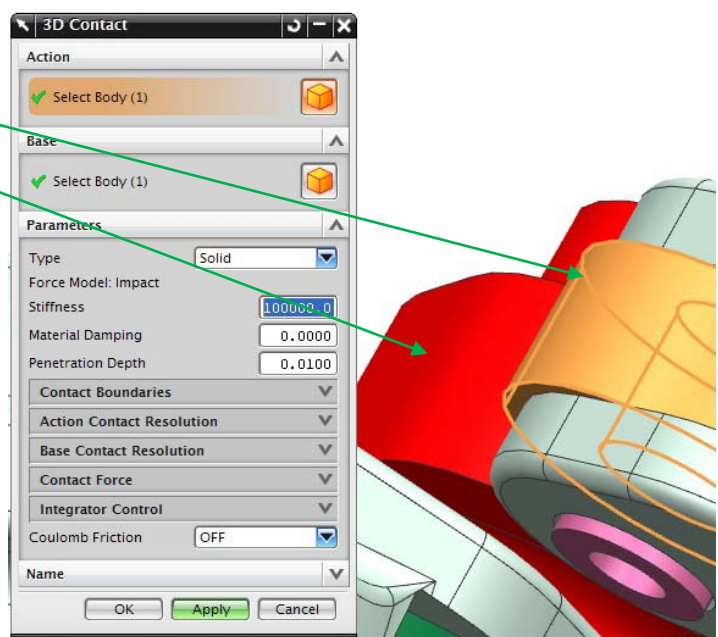 3D Contact
Action
Select Body (1)
Base
Select Body (1)
Parameters
Type Solid
Force Model: Impact
Stiffness 100000.0
Material Damping 0.0000
Penetration Depth 0.0100
Contact Boundaries
Action Contact Resolution
Base Contact Resolution
Contact Force
Integrator Control
Coulomb Friction OFF
Name
OK Apply Cancel